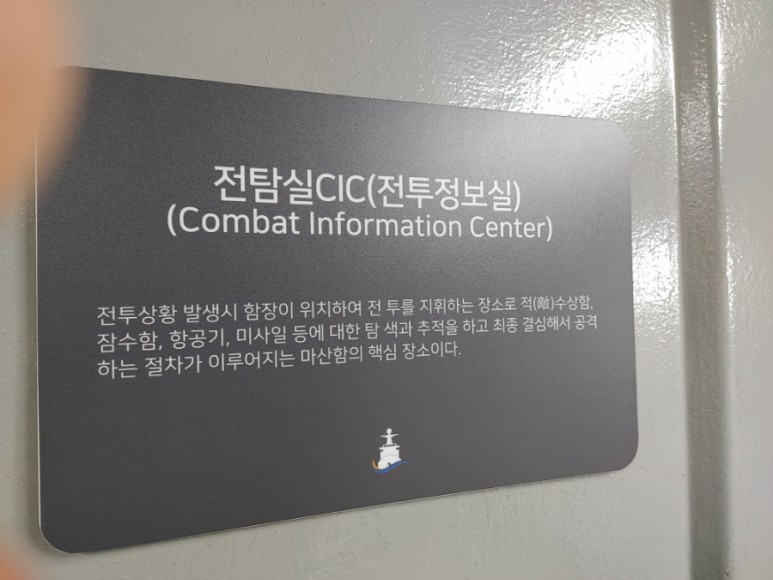 전탐실CIC(전투정보실)
(Combat Information Center)
전투상황 발생시 함장이 위치하여 전 투를 지휘하는 장소로 적(敵)수상함,
잠수함, 항공기, 미사일 등에 대한 탐 색과 추적을 하고 최종 결심해서 공격
하는 절차가 이루어지는 마산함의 핵심 장소이다.